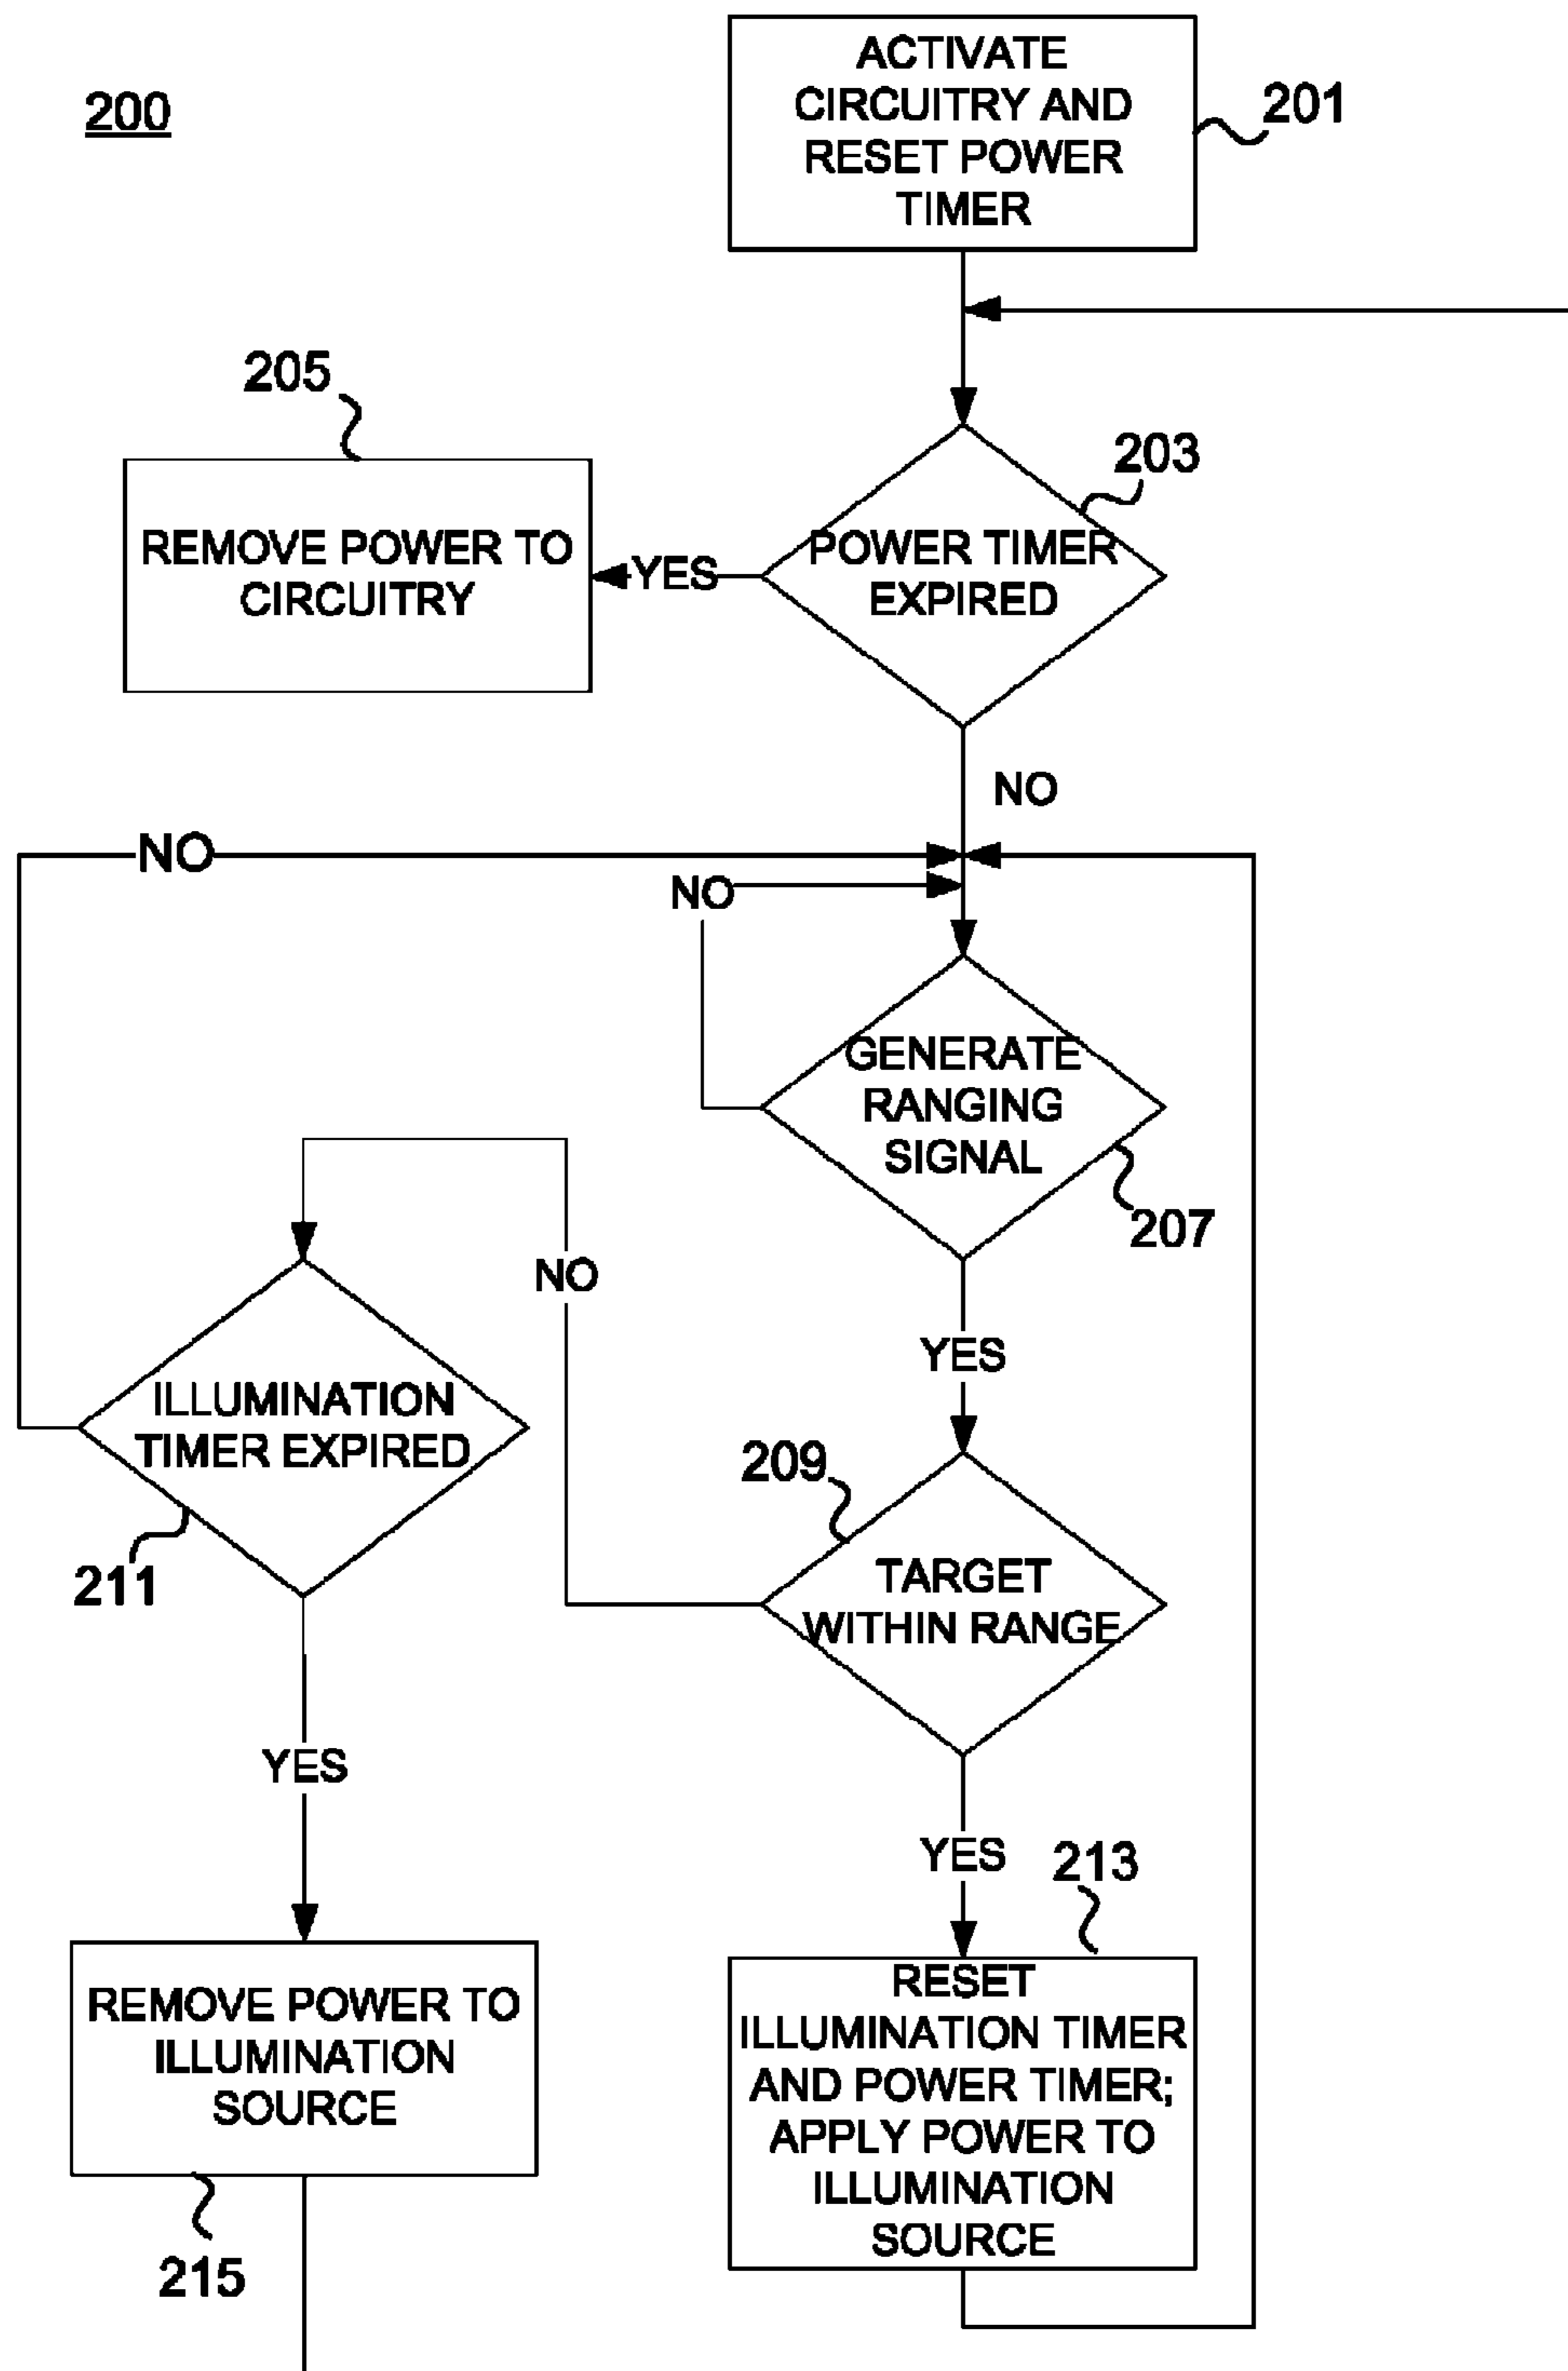 200
ACTIVATE
CIRCUITRY AND
RESET POWER
TIMER
201
205
203
REMOVE POWER TO
CIRCUITRY
YES
POWER TIMER
EXPIRED
NO
NO
NO
GENERATE
RANGING
SIGNAL
207
NO
YES
ILLUMINATION
TIMER EXPIRED
211
209
TARGET
WITHIN RANGE
YES
YES
213
REMOVE POWER TO
ILLUMINATION
SOURCE
215
RESET
ILLUMINATION TIMER
AND POWER TIMER;
APPLY POWER TO
ILLUMINATION
SOURCE